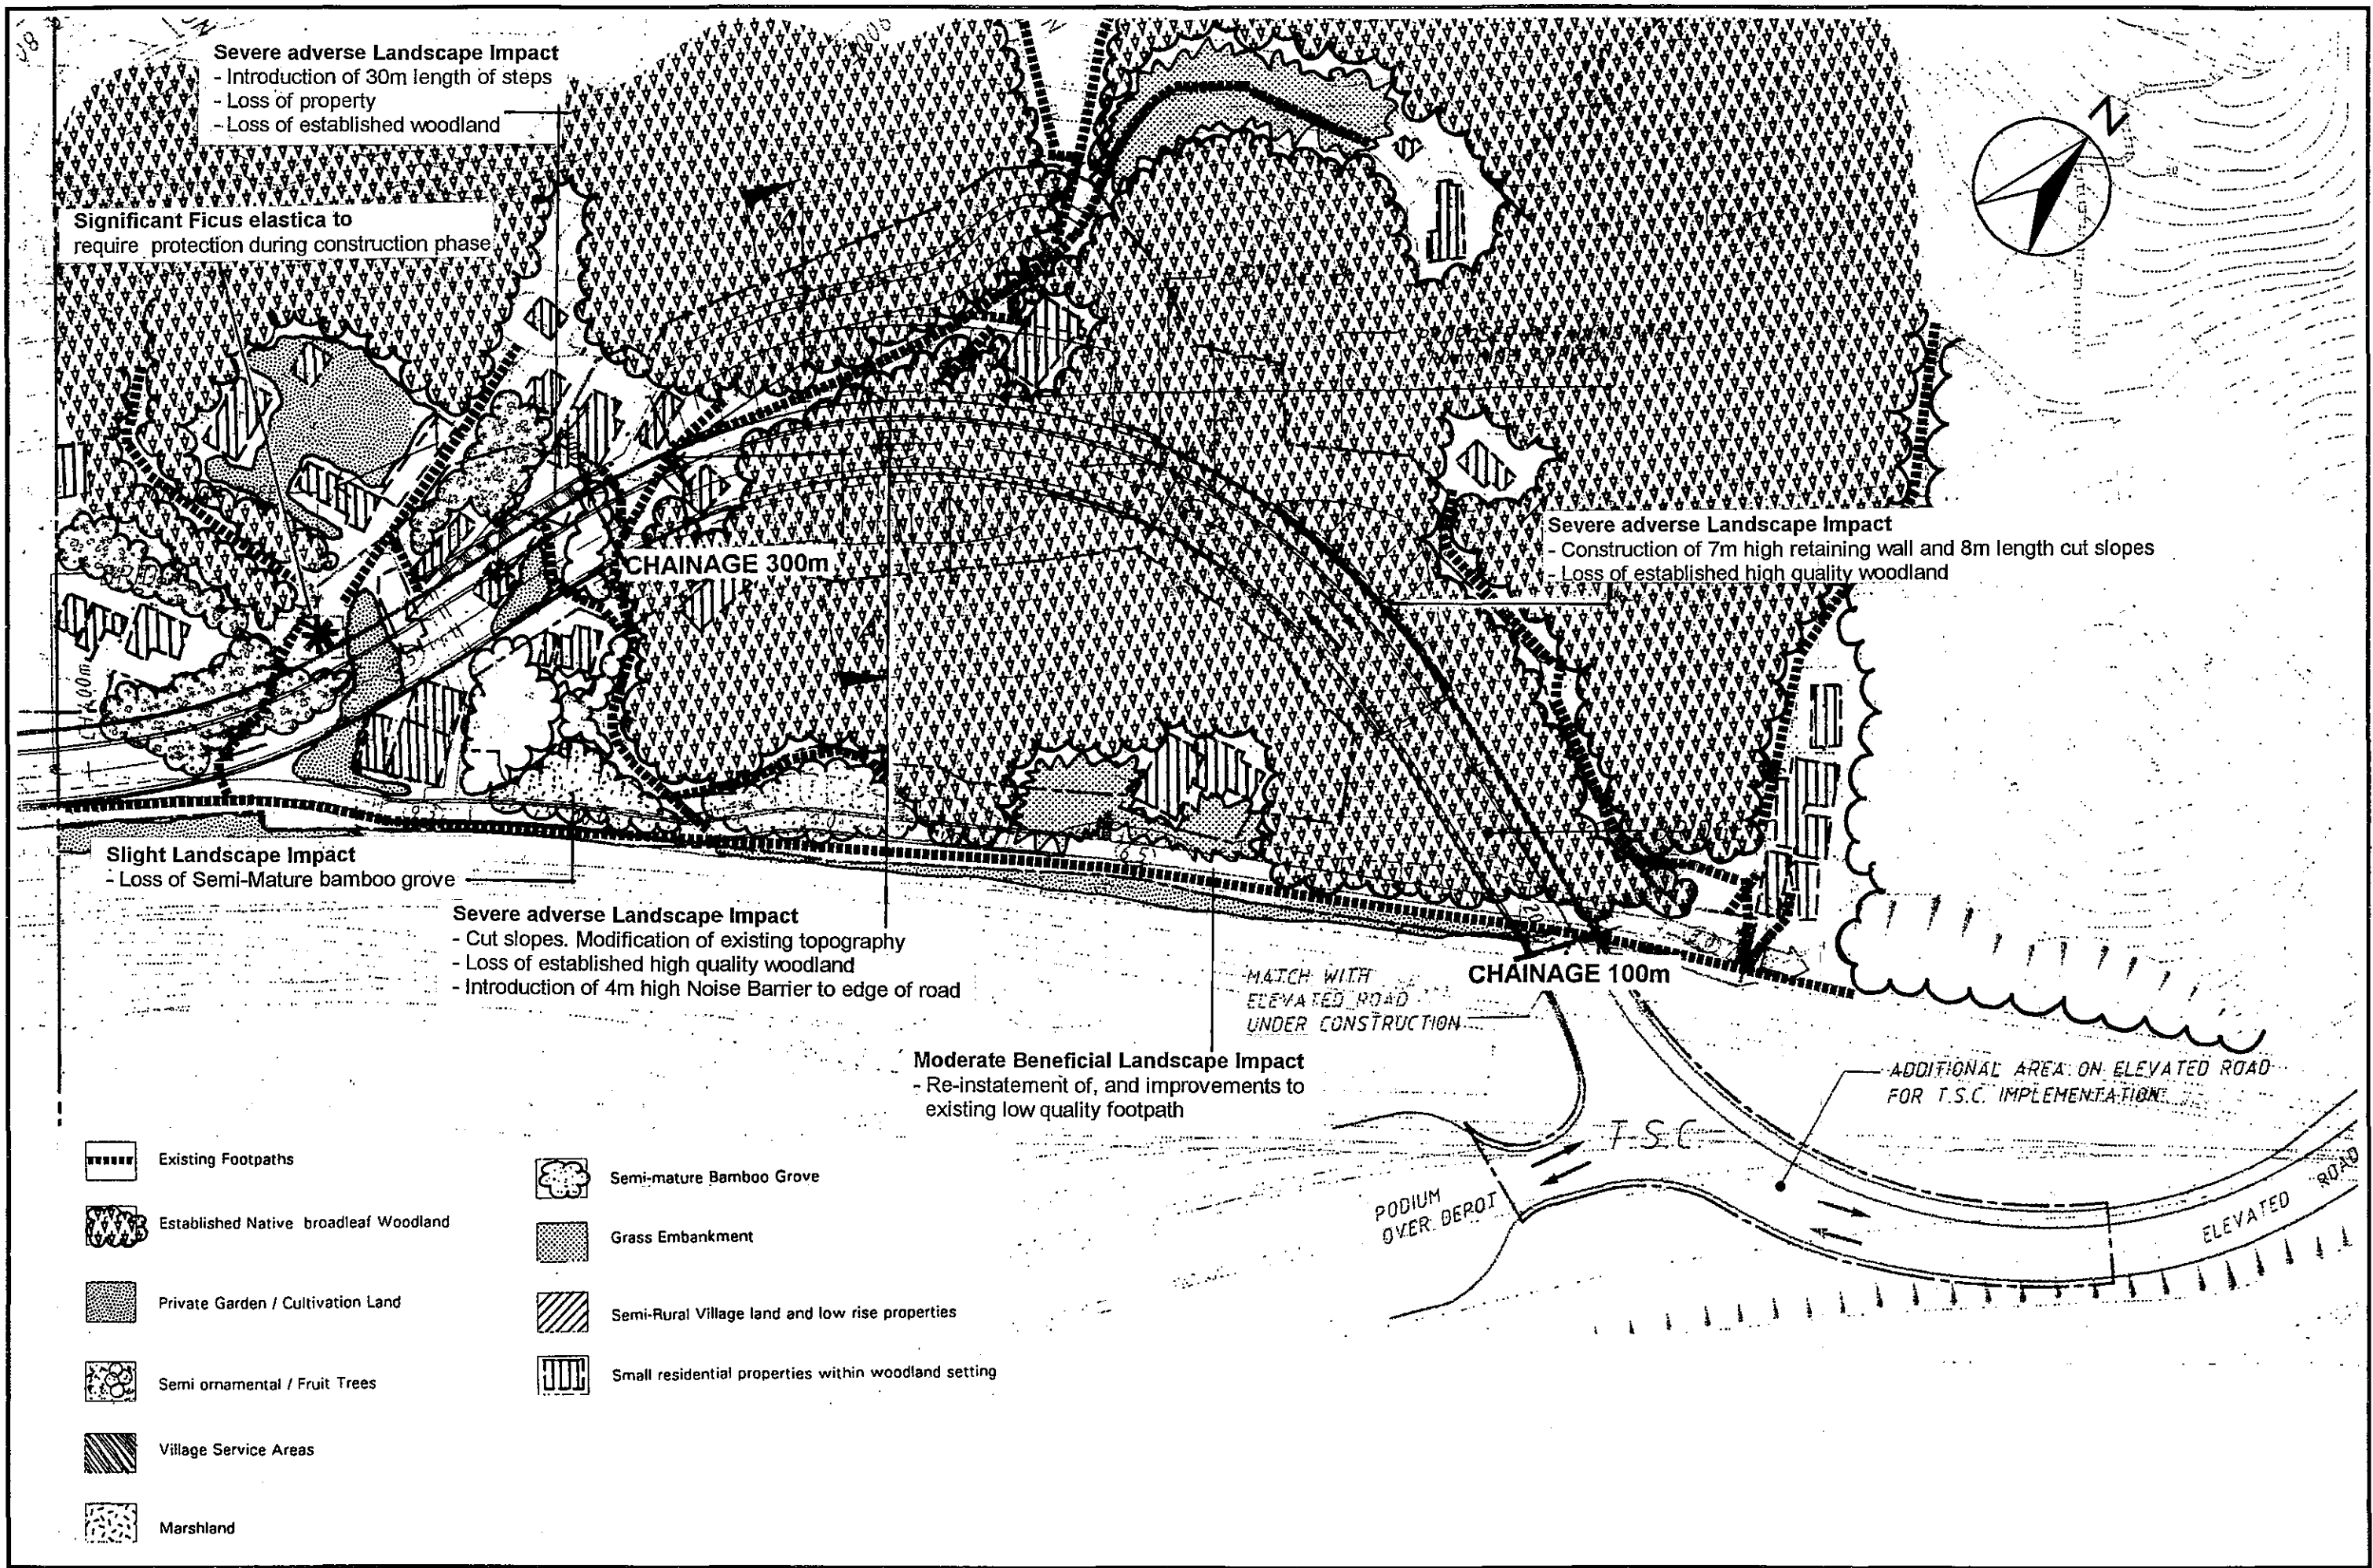 Severe adverse Landscape Impact
- Introduction of 30m length of steps
- Loss of property
- Loss of established woodland
N
Significant Ficus elastica to
require protection during construction phase
CHAINAGE 300m
Severe adverse Landscape Impact
- Construction of 7m high retaining wall and 8m length cut slopes
- Loss of established high quality woodland
Slight Landscape Impact
- Loss of Semi-Mature bamboo grove
Severe adverse Landscape Impact
- Cut slopes. Modification of existing topography
- Loss of established high quality woodland
- Introduction of 4m high Noise Barrier to edge of road
MATCH WITH
ELEVATED ROAD
UNDER CONSTRUCTION
CHAINAGE 100m
Moderate Beneficial Landscape Impact
- Re-instatement of, and improvements to
existing low quality footpath
ADDITIONAL AREA ON ELEVATED ROAD
FOR T.S.C. IMPLEMENTATION
T.S.C.
PODIUM
OVER DEPOT
ELEVATED ROAD
Existing Footpaths
Established Native broadleaf Woodland
Private Garden / Cultivation Land
Semi ornamental / Fruit Trees
Village Service Areas
Marshland
Semi-mature Bamboo Grove
Grass Embankment
Semi-Rural Village land and low rise properties
Small residential properties within woodland setting